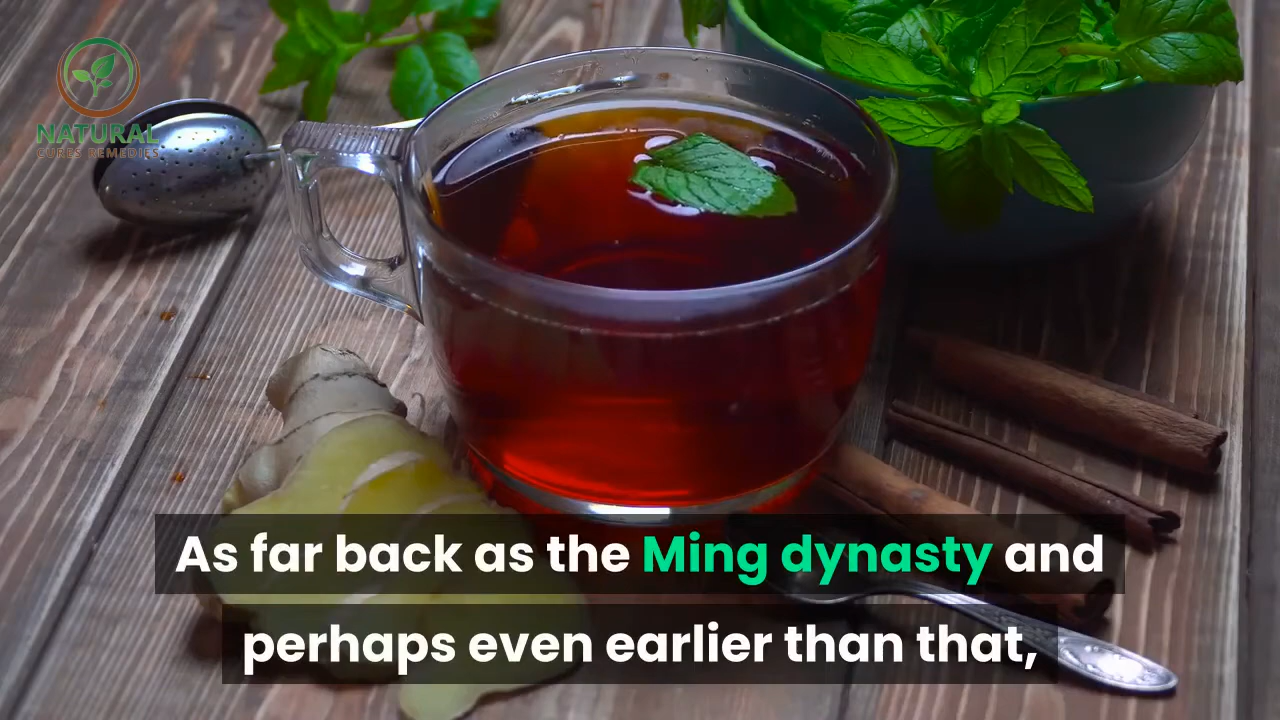 NATURAL
CURES REMEDIES
As far back as the Ming dynasty and
perhaps even earlier than that,